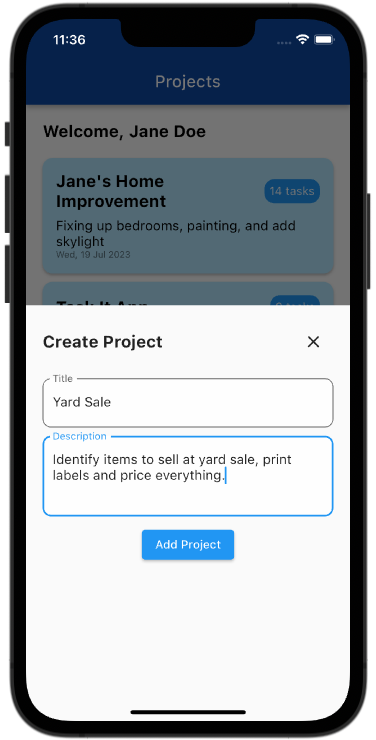 11:36
Projects
Welcome, Jane Doe
Jane's Home
Improvement
14 tasks
Fixing up bedrooms, painting, and add
skylight
Wed, 19 Jul 2023
Create Project
Title
Yard Sale
Description
Identify items to sell at yard sale, print
labels and price everything.
Add Project